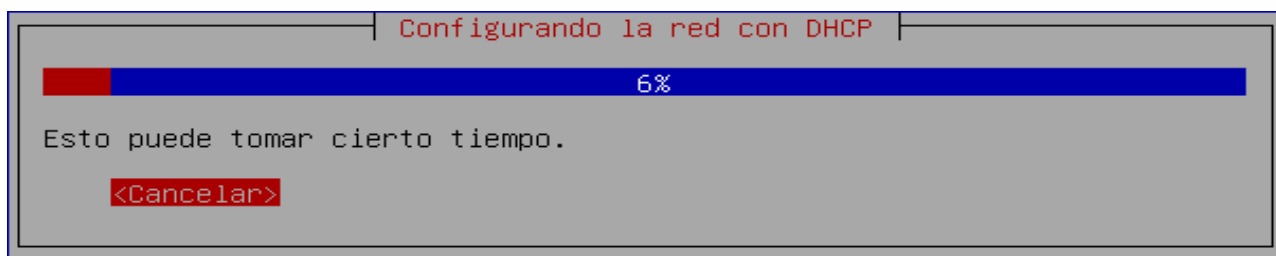 Configurando la red con DHCP
6%
Esto puede tomar cierto tiempo.
<Cancelar>